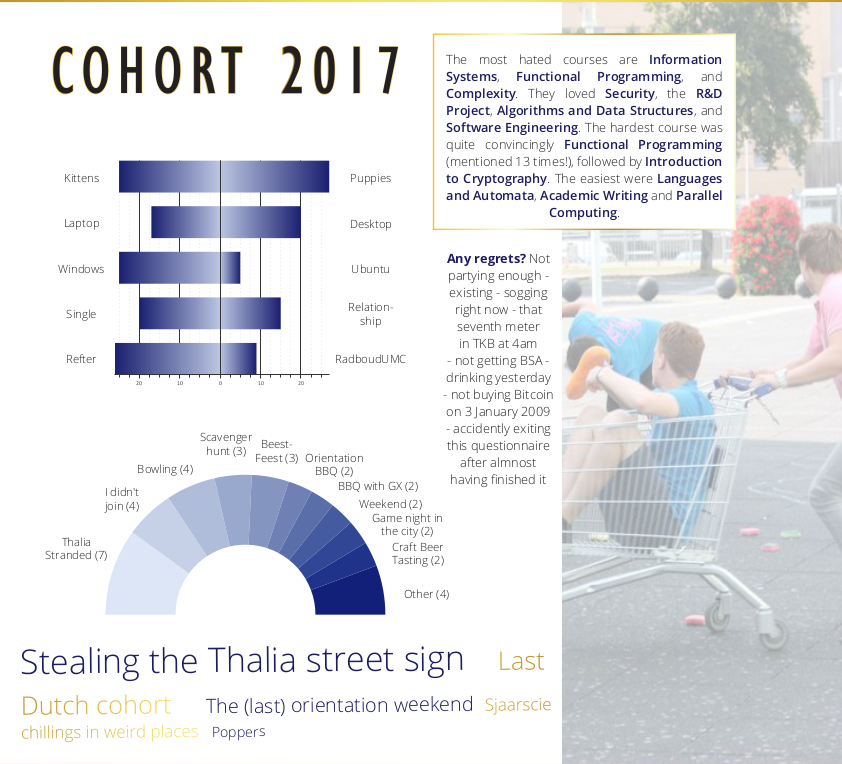 COHORT 2017
The most hated courses are Information
Systems, Functional Programming, and
Complexity. They loved Security, the R&D
Project, Algorithms and Data Structures, and
Software Engineering. The hardest course was
quite convincingly Functional Programming
(mentioned 13 times!), followed by Introduction
to Cryptography. The easiest were Languages
and Automata, Academic Writing and Parallel
Computing.
Kittens Puppies
Laptop Desktop
Windows Ubuntu
Single Relation-
ship
Refter RadboudUMC
20 10 0 10 20
Any regrets? Not
partying enough -
existing - sogging
right now - that
seventh meter
in TKB at 4am
- not getting BSA -
drinking yesterday
- not buying Bitcoin
on 3 January 2009
- accidently exiting
this questionnaire
after almnost
having finished it
Thalia
Stranded (7)
I didn't
join (4)
Bowling (4)
Scavenger
hunt (3)
Beest-
Feest (3)
Orientation
BBQ (2)
BBQ with GX (2)
Weekend (2)
Game night in
the city (2)
Craft Beer
Tasting (2)
Other (4)
Stealing the Thalia street sign Last
Dutch cohort The (last) orientation weekend Sjaarscie
chillings in weird places Poppers